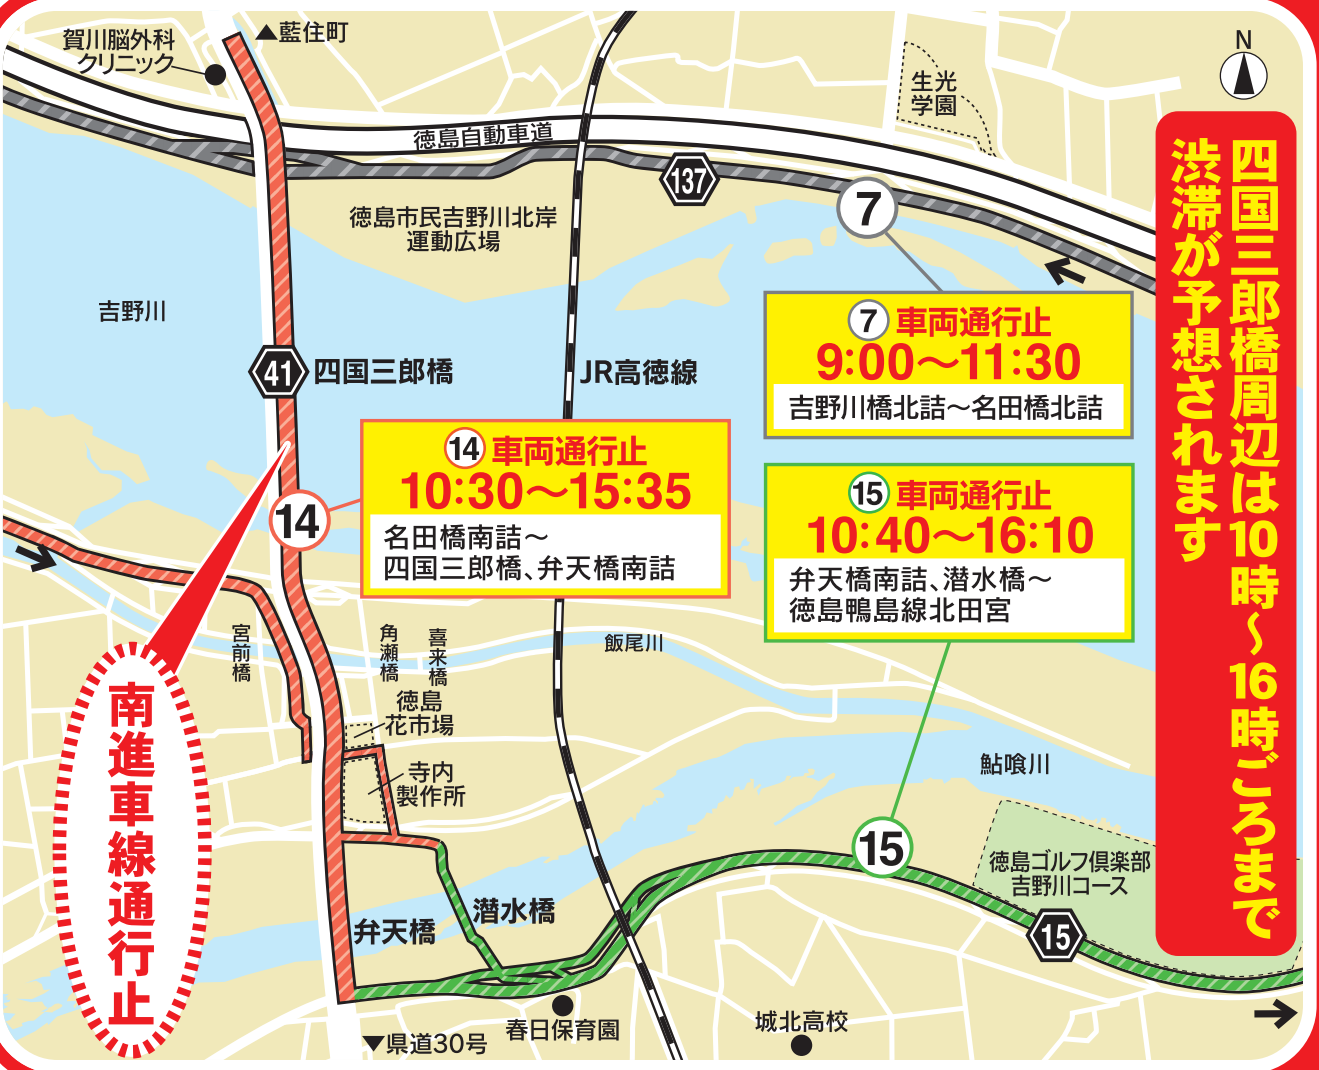 賀川脳外科
クリニック
▲藍住町
徳島自動車道
生光
学園
N
137
7
徳島市民吉野川北岸
運動広場
吉野川
41
四国三郎橋
JR高徳線
⑦車両通行止
9:00～11:30
吉野川橋北詰～名田橋北詰
⑭車両通行止
10:30～15:35
名田橋南詰～
四国三郎橋、弁天橋南詰
⑮車両通行止
10:40～16:10
弁天橋南詰、潜水橋～
徳島鴨島線北田宮
四国三郎橋周辺は10時～16時ごろまで
渋滞が予想されます
14
宮前橋
角瀬橋
喜来橋
飯尾川
徳島
花市場
寺内
製作所
南進車線通行止
鮎喰川
15
徳島ゴルフ倶楽部
吉野川コース
15
潜水橋
弁天橋
春日保育園
城北高校
▼県道30号